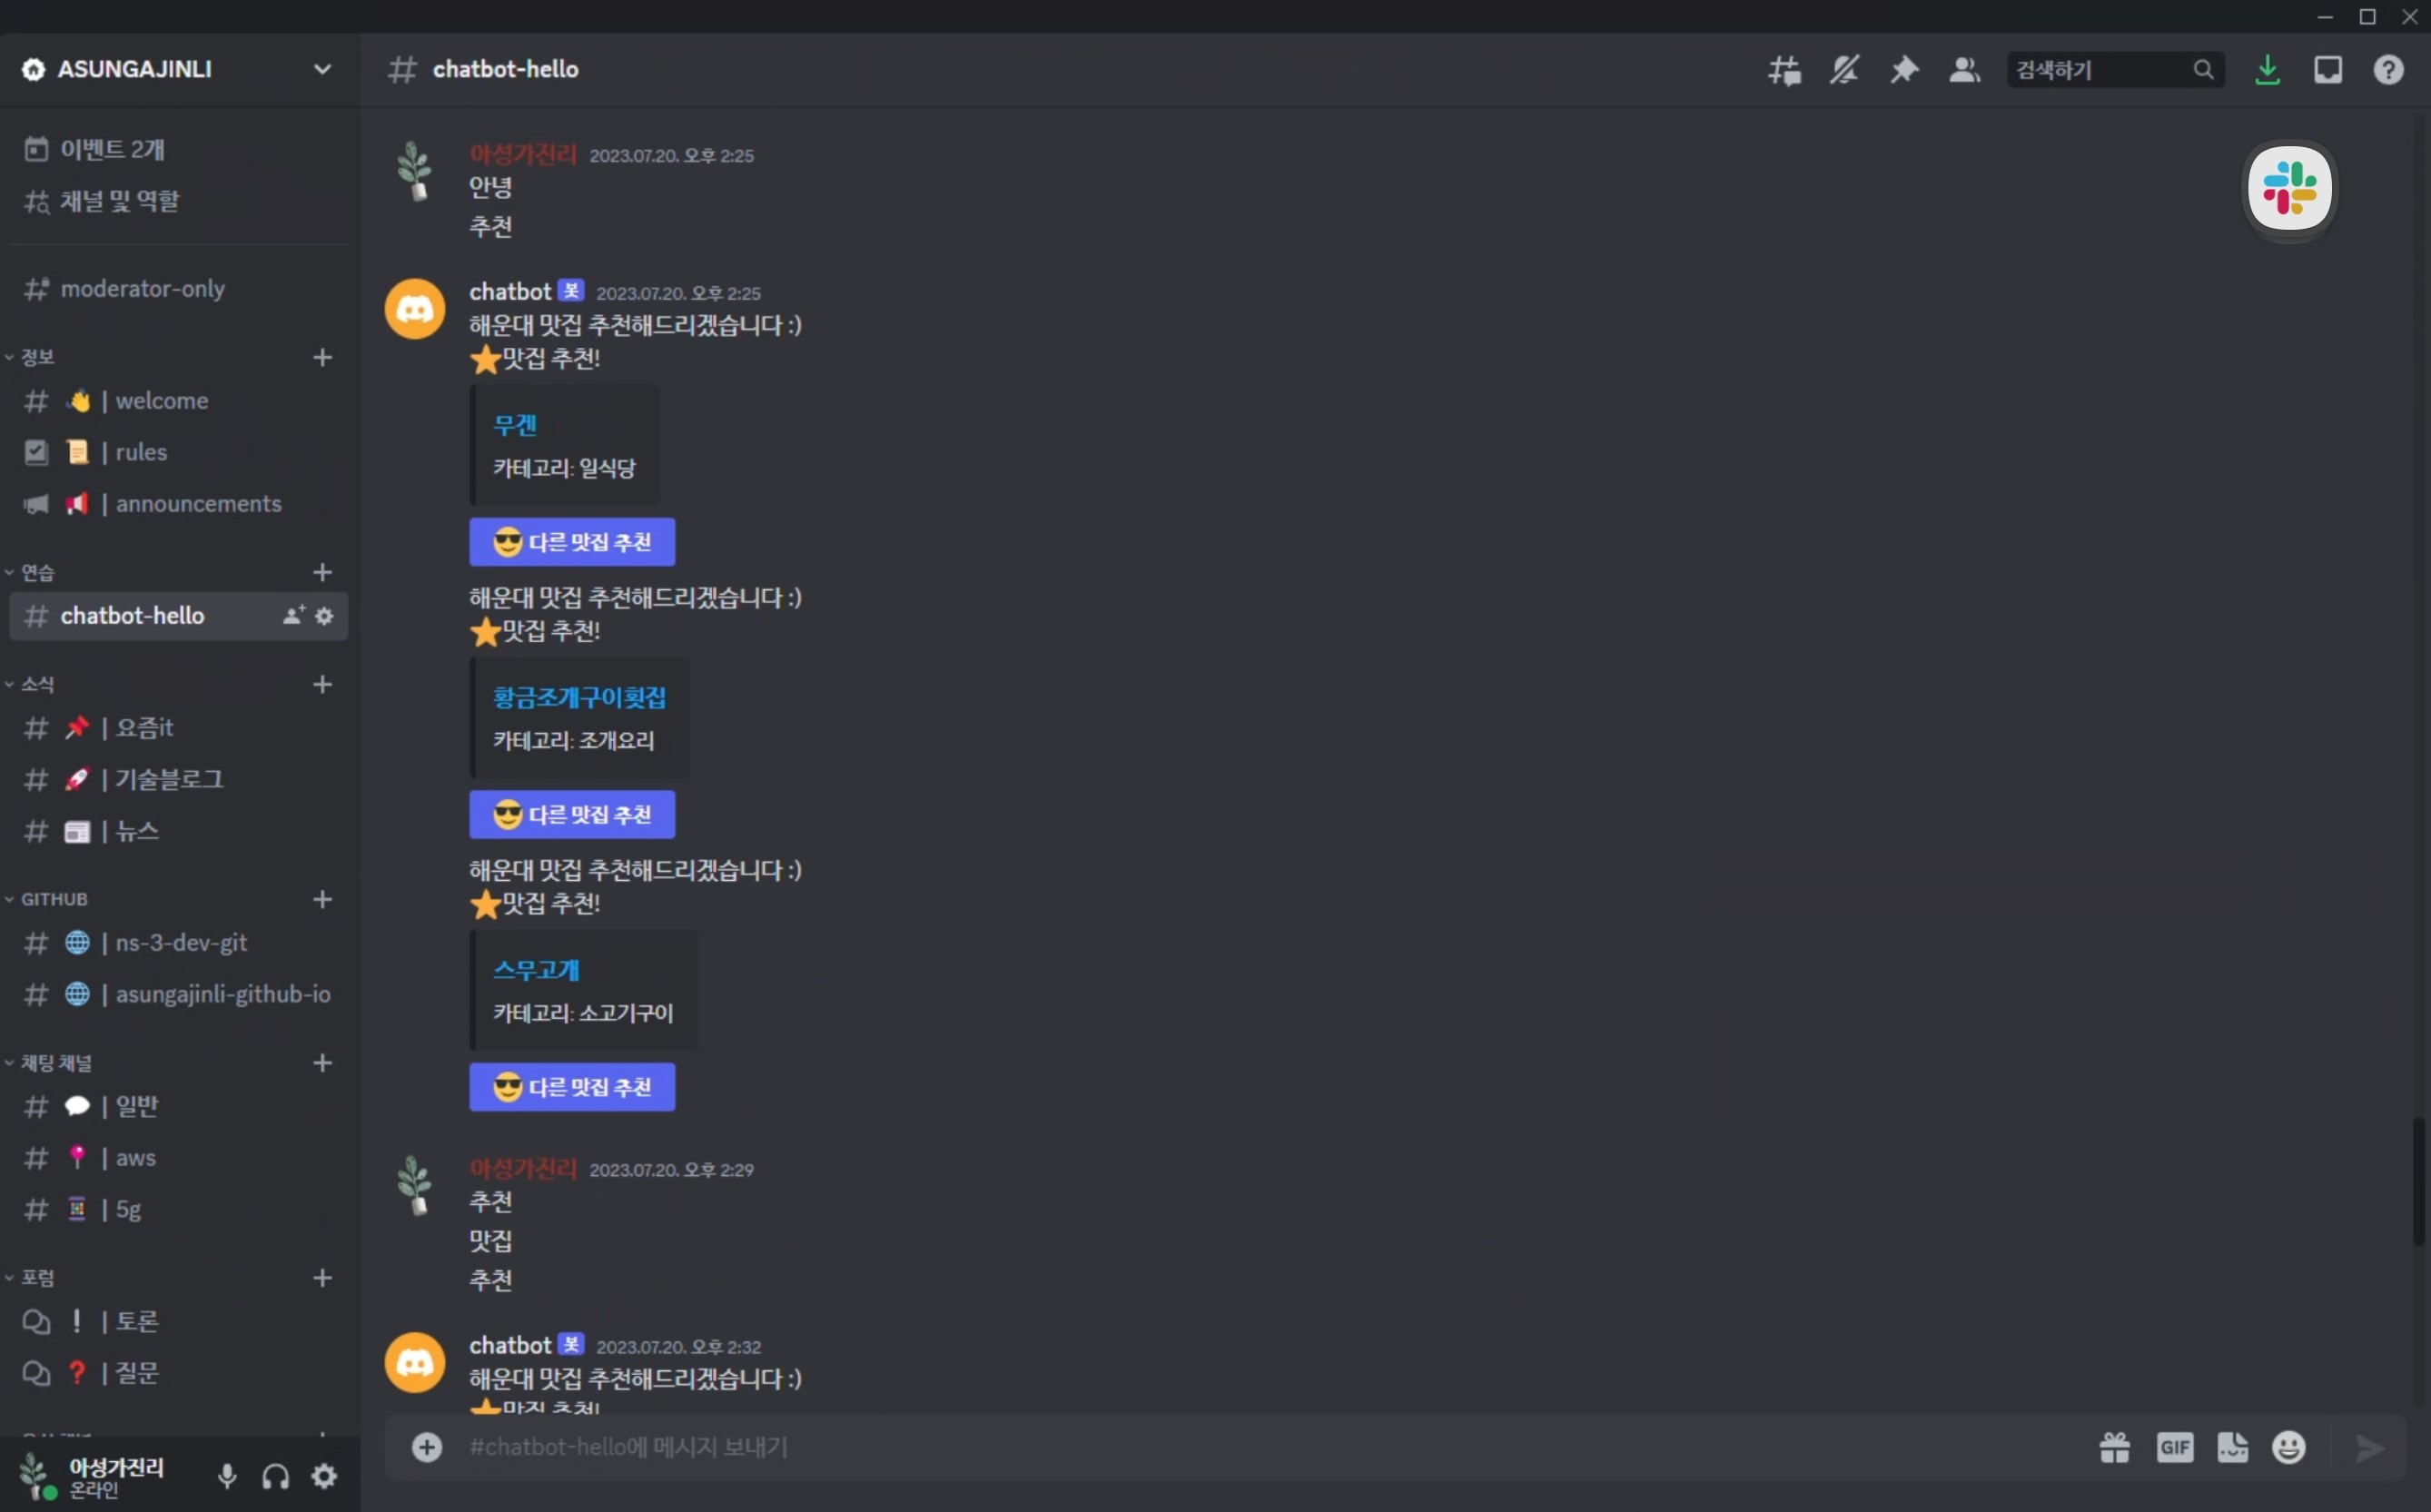 ASUNGAJINLI
이벤트 2개
채널 및 역할
moderator-only
정보
| welcome
| rules
| announcements
연습
chatbot-hello
소식
| 요즘it
| 기술블로그
| 뉴스
GITHUB
| ns-3-dev-git
| asungajinli-github-io
채팅 채널
| 일반
| aws
| 5g
포럼
| 토론
| 질문
아성가진리
온라인
chatbot-hello
검색하기
아성가진리 2023.07.20. 오후 2:25
안녕
추천
chatbot 봇 2023.07.20. 오후 2:25
해운대 맛집 추천해드리겠습니다 :)
⭐맛집 추천!
무겐
카테고리: 일식당
😎 다른 맛집 추천
해운대 맛집 추천해드리겠습니다 :)
⭐맛집 추천!
황금조개구이횟집
카테고리: 조개요리
😎 다른 맛집 추천
해운대 맛집 추천해드리겠습니다 :)
⭐맛집 추천!
스무고개
카테고리: 소고기구이
😎 다른 맛집 추천
아성가진리 2023.07.20. 오후 2:29
추천
맛집
추천
chatbot 봇 2023.07.20. 오후 2:32
해운대 맛집 추천해드리겠습니다 :)
⭐맛집 추천!
#chatbot-hello에 메시지 보내기
GIF